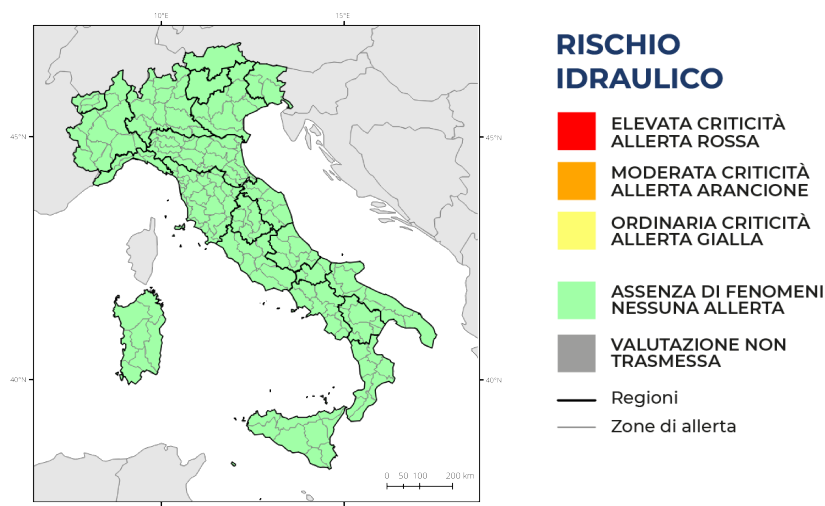 10°E 15°E
45°N 45°N
40°N 40°N
0 50 100 200 km
RISCHIO
IDRAULICO
ELEVATA CRITICITÀ
ALLERTA ROSSA
MODERATA CRITICITÀ
ALLERTA ARANCIONE
ORDINARIA CRITICITÀ
ALLERTA GIALLA
ASSENZA DI FENOMENI
NESSUNA ALLERTA
VALUTAZIONE NON
TRASMESSA
Regioni
Zone di allerta